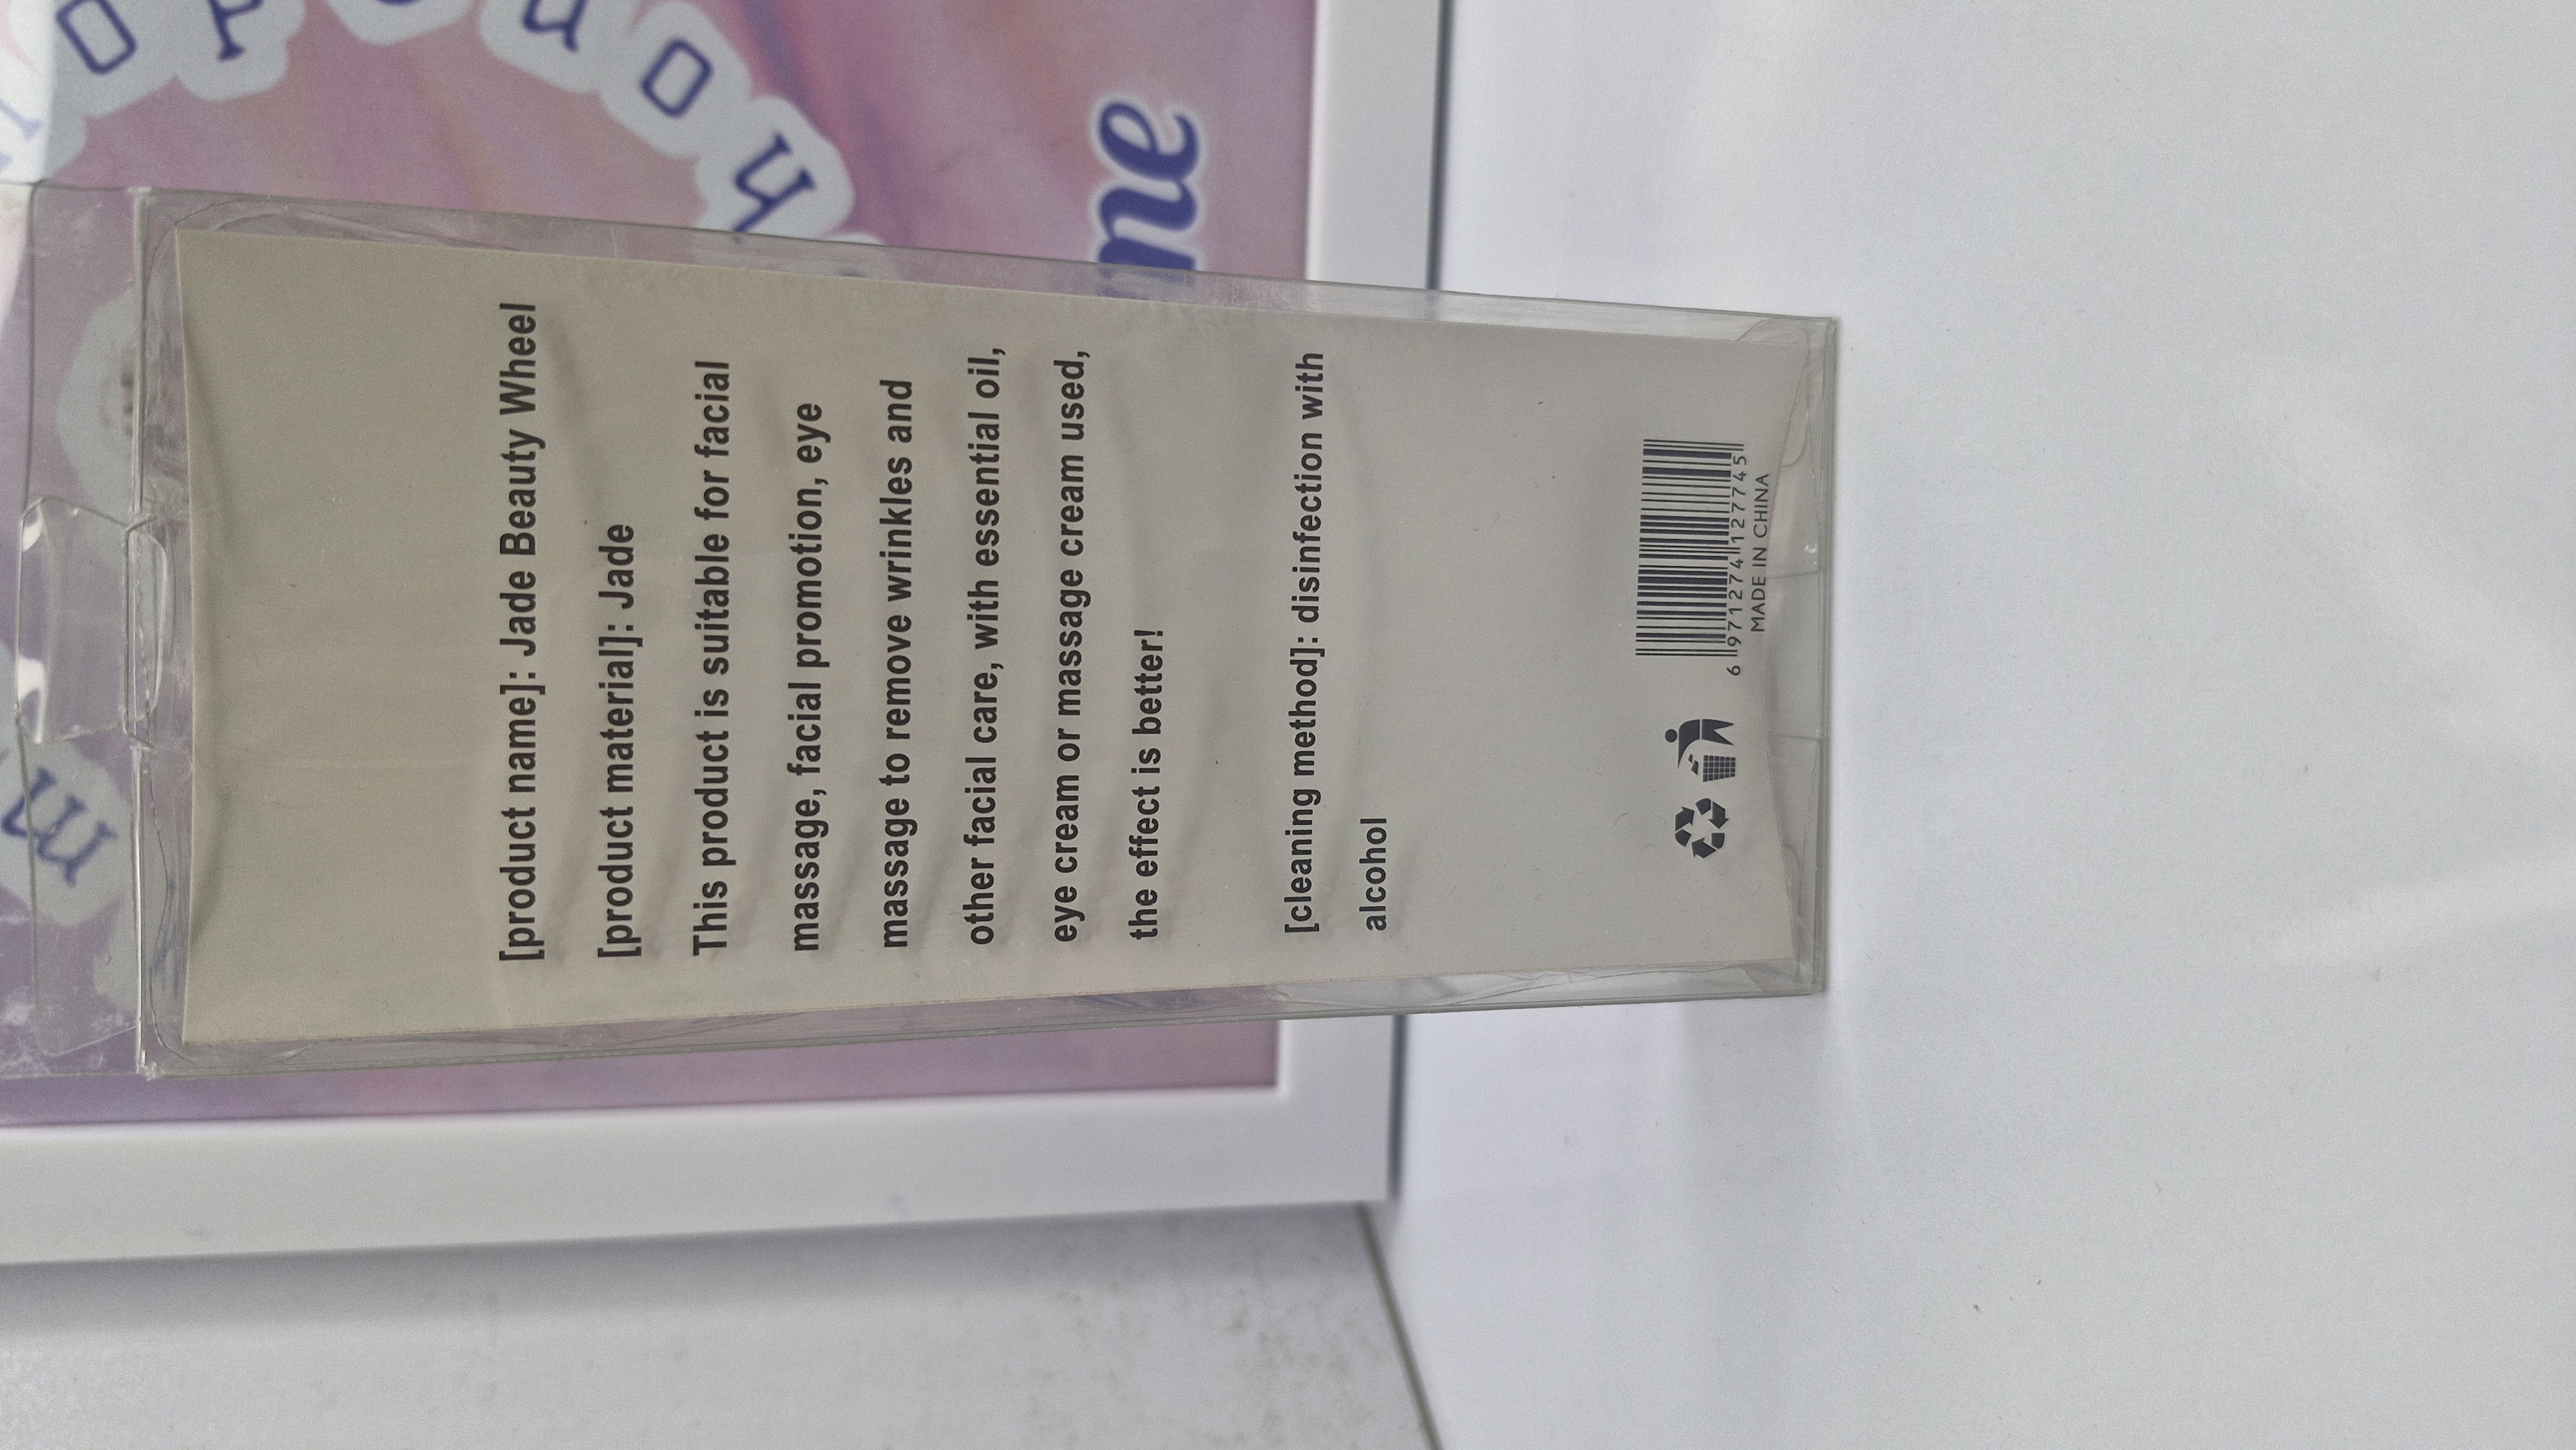 [product name]: Jade Beauty Wheel
[product material]: Jade
This product is suitable for facial
massage, facial promotion, eye
massage to remove wrinkles and
other facial care, with essential oil,
eye cream or massage cream used,
the effect is better!
[cleaning method]: disinfection with
alcohol
6 971274 127745
MADE IN CHINA